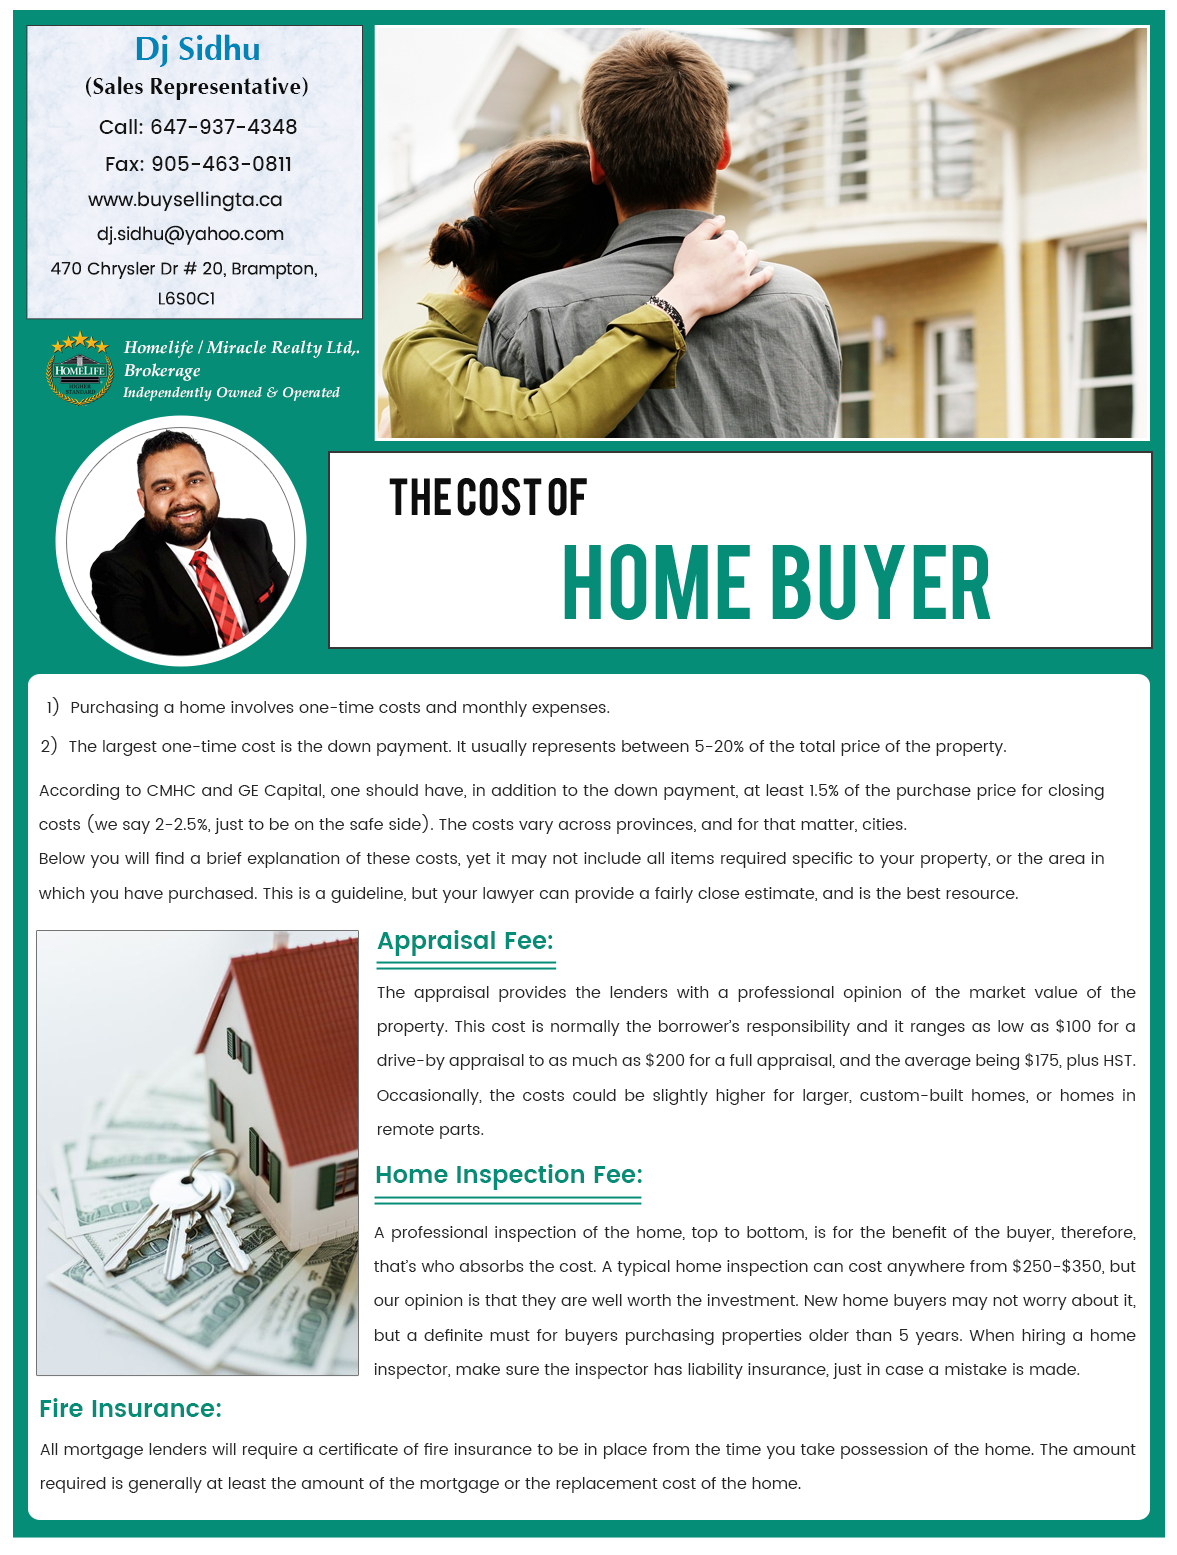 Dj Sidhu
(Sales Representative)
Call: 647-937-4348
Fax: 905-463-0811
www.buysellingta.ca
dj.sidhu@yahoo.com
470 Chrysler Dr # 20, Brampton,
L6S0C1
HOMELIFE
HIGHER
STANDARD
Homelife / Miracle Realty Ltd,.
Brokerage
Independently Owned & Operated
THE COST OF
HOME BUYER
1) Purchasing a home involves one-time costs and monthly expenses.
2) The largest one-time cost is the down payment. It usually represents between 5-20% of the total price of the property.
According to CMHC and GE Capital, one should have, in addition to the down payment, at least 1.5% of the purchase price for closing
costs (we say 2-2.5%, just to be on the safe side). The costs vary across provinces, and for that matter, cities.
Below you will find a brief explanation of these costs, yet it may not include all items required specific to your property, or the area in
which you have purchased. This is a guideline, but your lawyer can provide a fairly close estimate, and is the best resource.
Appraisal Fee:
The appraisal provides the lenders with a professional opinion of the market value of the
property. This cost is normally the borrower's responsibility and it ranges as low as $100 for a
drive-by appraisal to as much as $200 for a full appraisal, and the average being $175, plus HST.
Occasionally, the costs could be slightly higher for larger, custom-built homes, or homes in
remote parts.
Home Inspection Fee:
A professional inspection of the home, top to bottom, is for the benefit of the buyer, therefore,
that's who absorbs the cost. A typical home inspection can cost anywhere from $250-$350, but
our opinion is that they are well worth the investment. New home buyers may not worry about it,
but a definite must for buyers purchasing properties older than 5 years. When hiring a home
inspector, make sure the inspector has liability insurance, just in case a mistake is made.
Fire Insurance:
All mortgage lenders will require a certificate of fire insurance to be in place from the time you take possession of the home. The amount
required is generally at least the amount of the mortgage or the replacement cost of the home.